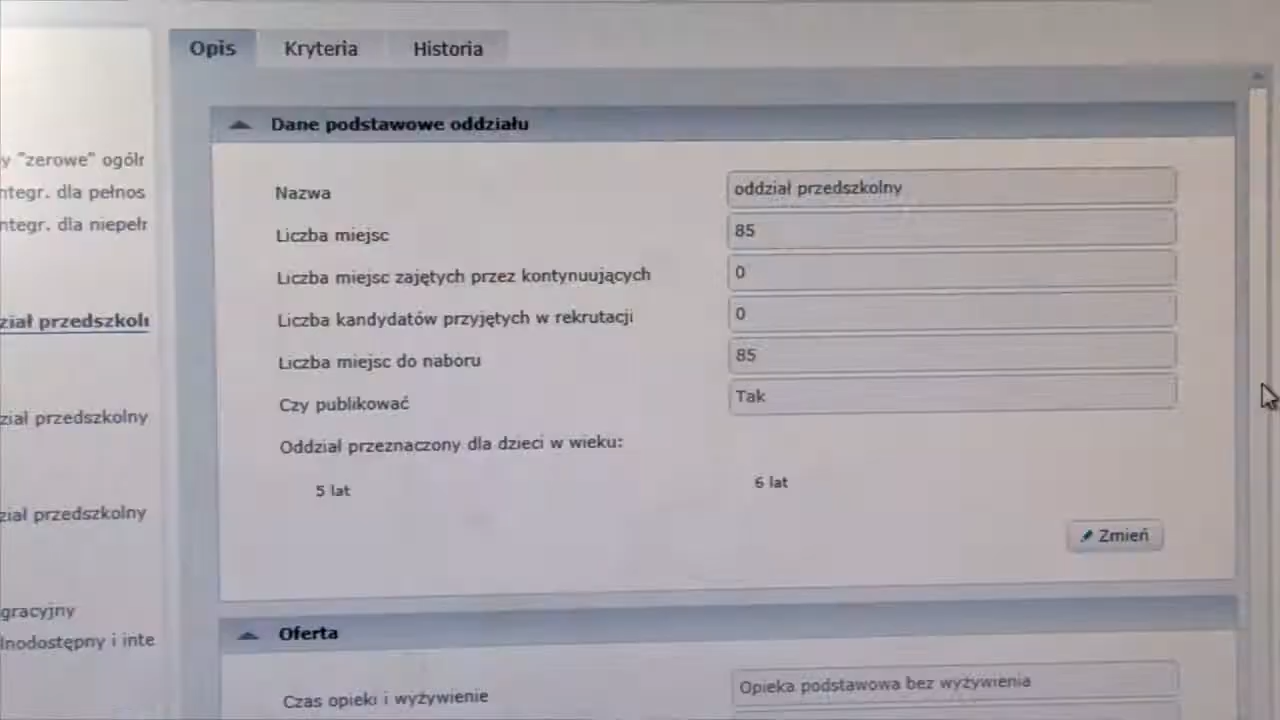 Opis Kryteria Historia
Dane podstawowe oddziału
y "zerowe" ogólr
ntegr. dla pełnos
ntegr. dla niepełr
Nazwa oddział przedszkolny
Liczba miejsc 85
Liczba miejsc zajętych przez kontynuujących 0
Liczba kandydatów przyjętych w rekrutacji 0
dział przedszkolı
Liczba miejsc do naboru 85
Czy publikować Tak
dział przedszkolny
Oddział przeznaczony dla dzieci w wieku:
5 lat 6 lat
dział przedszkolny
Zmień
gracyjny
lnodostępny i inte
Oferta
Czas opieki i wyżywienie Opieka podstawowa bez wyżywienia